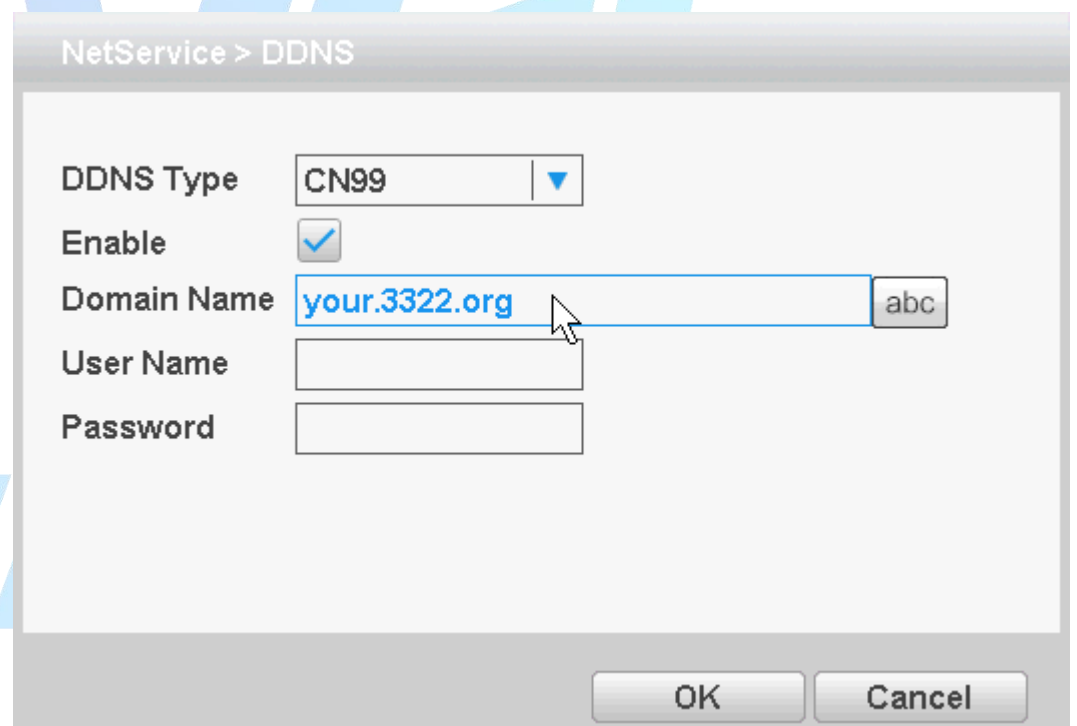 NetService > DDNS
DDNS Type CN99
Enable
Domain Name your.3322.org abc
User Name
Password
OK Cancel